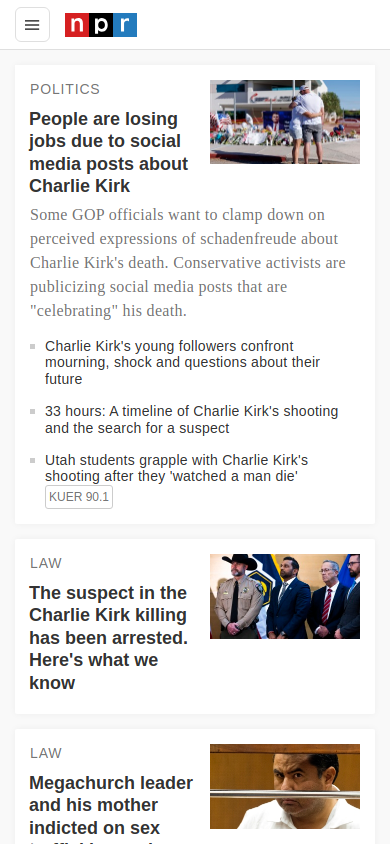 npr
POLITICS
People are losing
jobs due to social
media posts about
Charlie Kirk
Some GOP officials want to clamp down on
perceived expressions of schadenfreude about
Charlie Kirk's death. Conservative activists are
publicizing social media posts that are
"celebrating" his death.
Charlie Kirk's young followers confront
mourning, shock and questions about their
future
33 hours: A timeline of Charlie Kirk's shooting
and the search for a suspect
Utah students grapple with Charlie Kirk's
shooting after they 'watched a man die'
KUER 90.1
LAW
The suspect in the
Charlie Kirk killing
has been arrested.
Here's what we
know
LAW
Megachurch leader
and his mother
indicted on sex